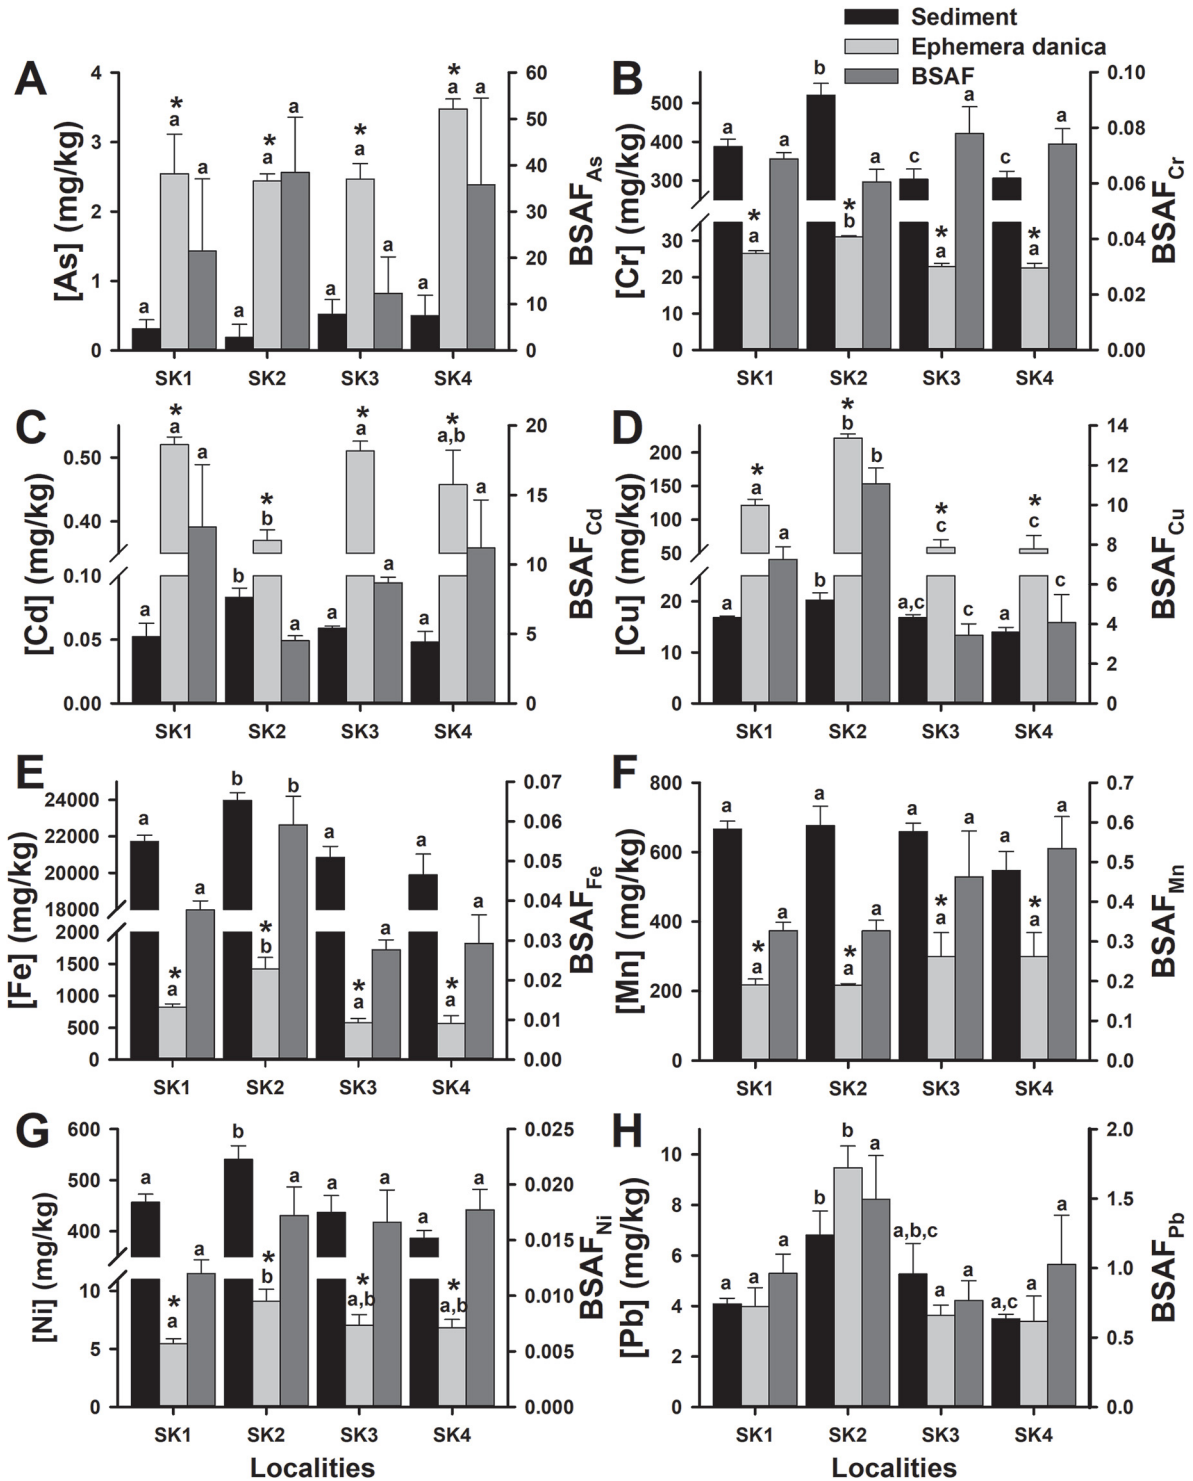 Sediment
Ephemera danica
BSAF
A
[As] (mg/kg)
4
3
2
1
0
* a a * a a * a a * a a
a a a a
60
50
40
30
20
10
0
BSAFAs
SK1 SK2 SK3 SK4
B
[Cr] (mg/kg)
500
400
300
30
20
10
0
a * a a b * b a c * a a c * a a
0.10
0.08
0.06
0.04
0.02
0.00
BSAFCr
SK1 SK2 SK3 SK4
C
[Cd] (mg/kg)
0.50
0.40
0.10
0.05
0.00
a * a a b * b a a * a a a * a,b a
20
15
10
5
0
BSAFCd
SK1 SK2 SK3 SK4
D
[Cu] (mg/kg)
200
150
100
50
20
10
0
a * a a b * b b a,c * c c a * c c
14
12
10
8
6
4
2
0
BSAFCu
SK1 SK2 SK3 SK4
E
[Fe] (mg/kg)
24000
22000
20000
18000
2000
1500
1000
500
0
a * a a b * b b a * a a a * a a
0.07
0.06
0.05
0.04
0.03
0.02
0.01
0.00
BSAFFe
SK1 SK2 SK3 SK4
F
[Mn] (mg/kg)
800
600
400
200
0
a * a a a * a a a * a a a * a a
0.7
0.6
0.5
0.4
0.3
0.2
0.1
0.0
BSAFMn
SK1 SK2 SK3 SK4
G
[Ni] (mg/kg)
600
500
400
10
5
0
a * a a b * b a a * a,b a a * a,b a
0.025
0.020
0.015
0.010
0.005
0.000
BSAFNi
SK1 SK2 SK3 SK4
Localities
H
[Pb] (mg/kg)
10
8
6
4
2
0
a a a b b a a,b,c a a a,c a a
2.0
1.5
1.0
0.5
0.0
BSAFPb
SK1 SK2 SK3 SK4
Localities